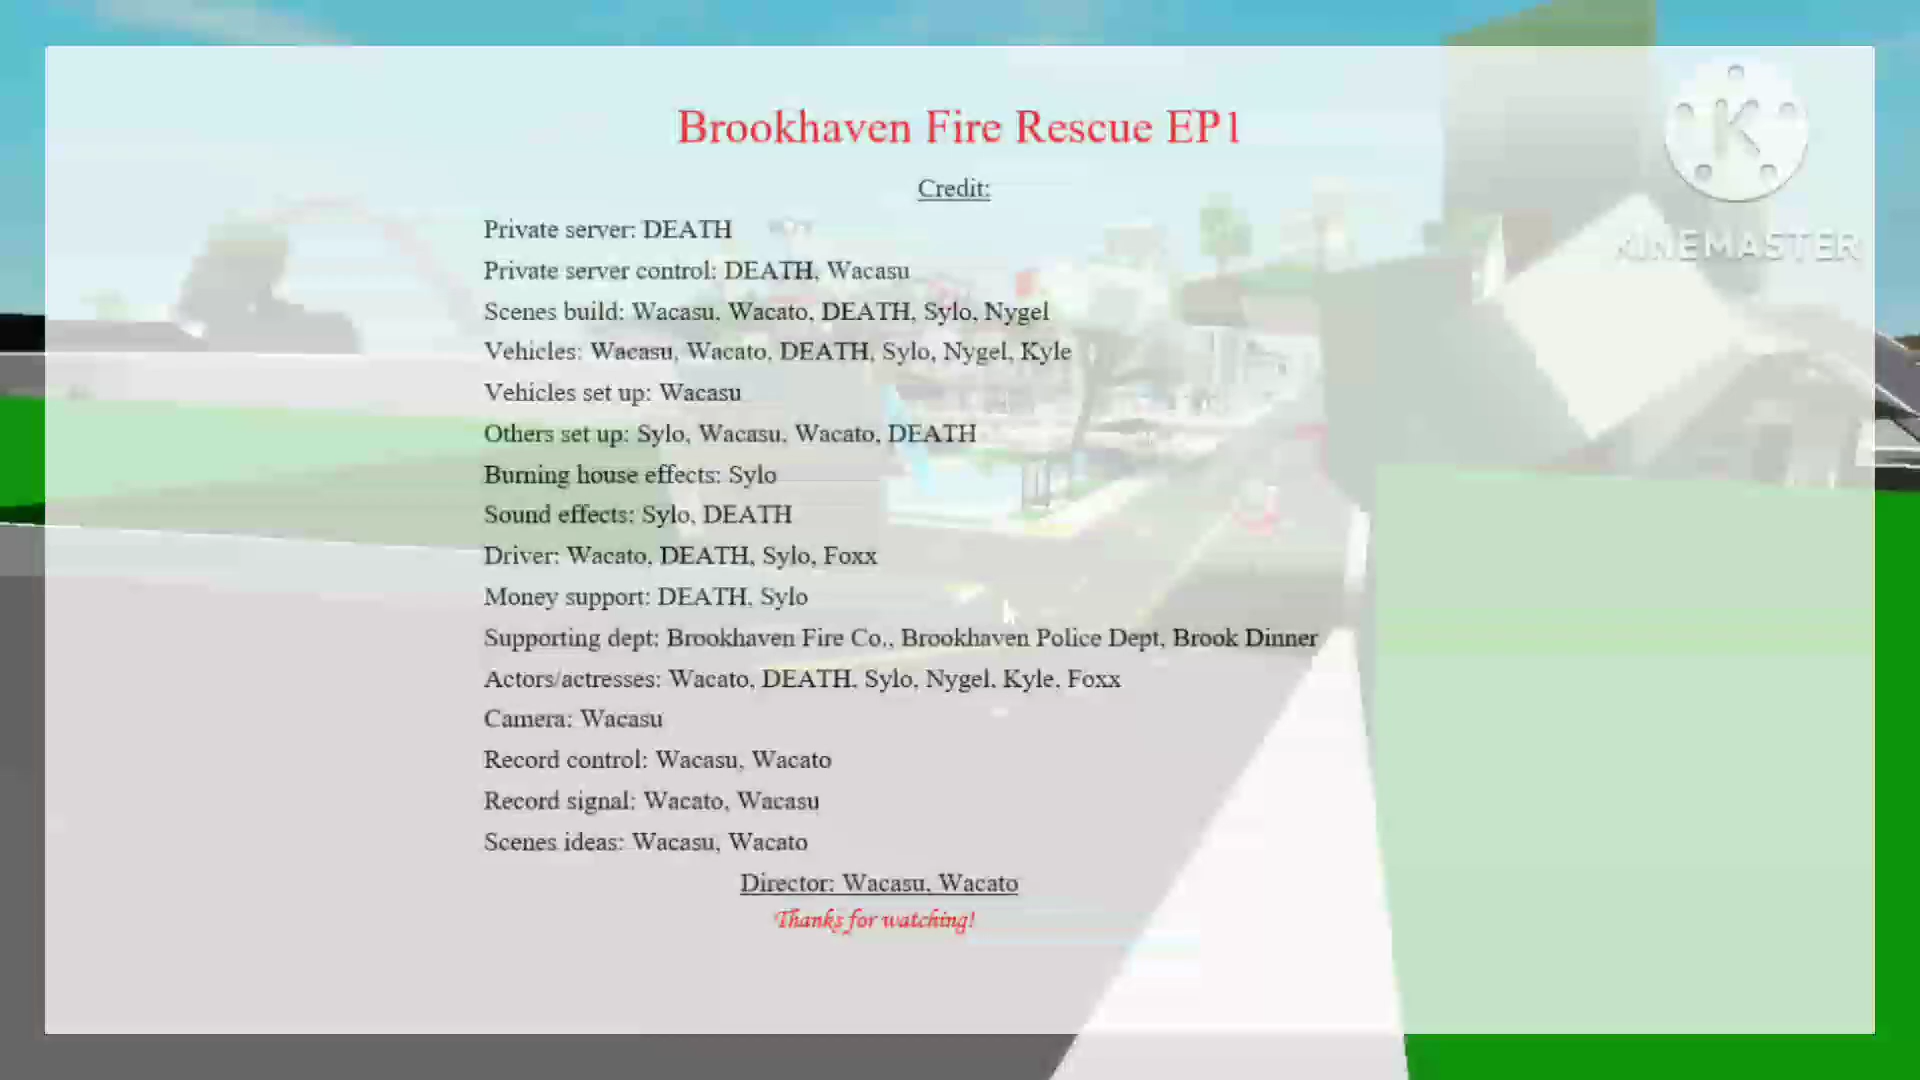 Brookhaven Fire Rescue EP1
Credit:
Private server: DEATH
Private server control: DEATH, Wacasu
Scenes build: Wacasu, Wacato, DEATH, Sylo, Nygel
Vehicles: Wacasu, Wacato, DEATH, Sylo, Nygel, Kyle
Vehicles set up: Wacasu
Others set up: Sylo, Wacasu, Wacato, DEATH
Burning house effects: Sylo
Sound effects: Sylo, DEATH
Driver: Wacato, DEATH, Sylo, Foxx
Money support: DEATH, Sylo
Supporting dept: Brookhaven Fire Co., Brookhaven Police Dept, Brook Dinner
Actors/actresses: Wacato, DEATH, Sylo, Nygel, Kyle, Foxx
Camera: Wacasu
Record control: Wacasu, Wacato
Record signal: Wacato, Wacasu
Scenes ideas: Wacasu, Wacato
Director: Wacasu, Wacato
Thanks for watching!
K
KINEMASTER